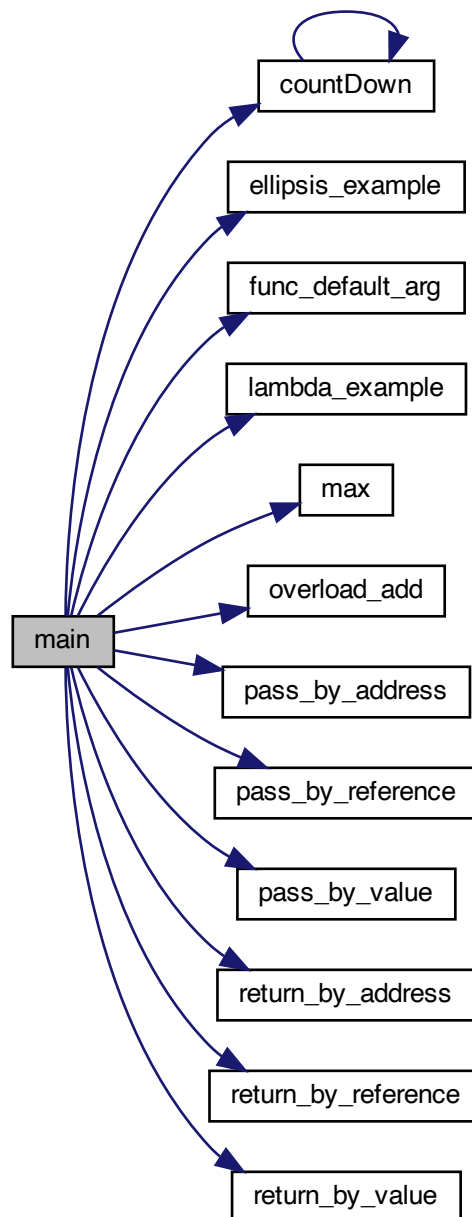 countDown
ellipsis_example
func_default_arg
lambda_example
max
overload_add
main
pass_by_address
pass_by_reference
pass_by_value
return_by_address
return_by_reference
return_by_value